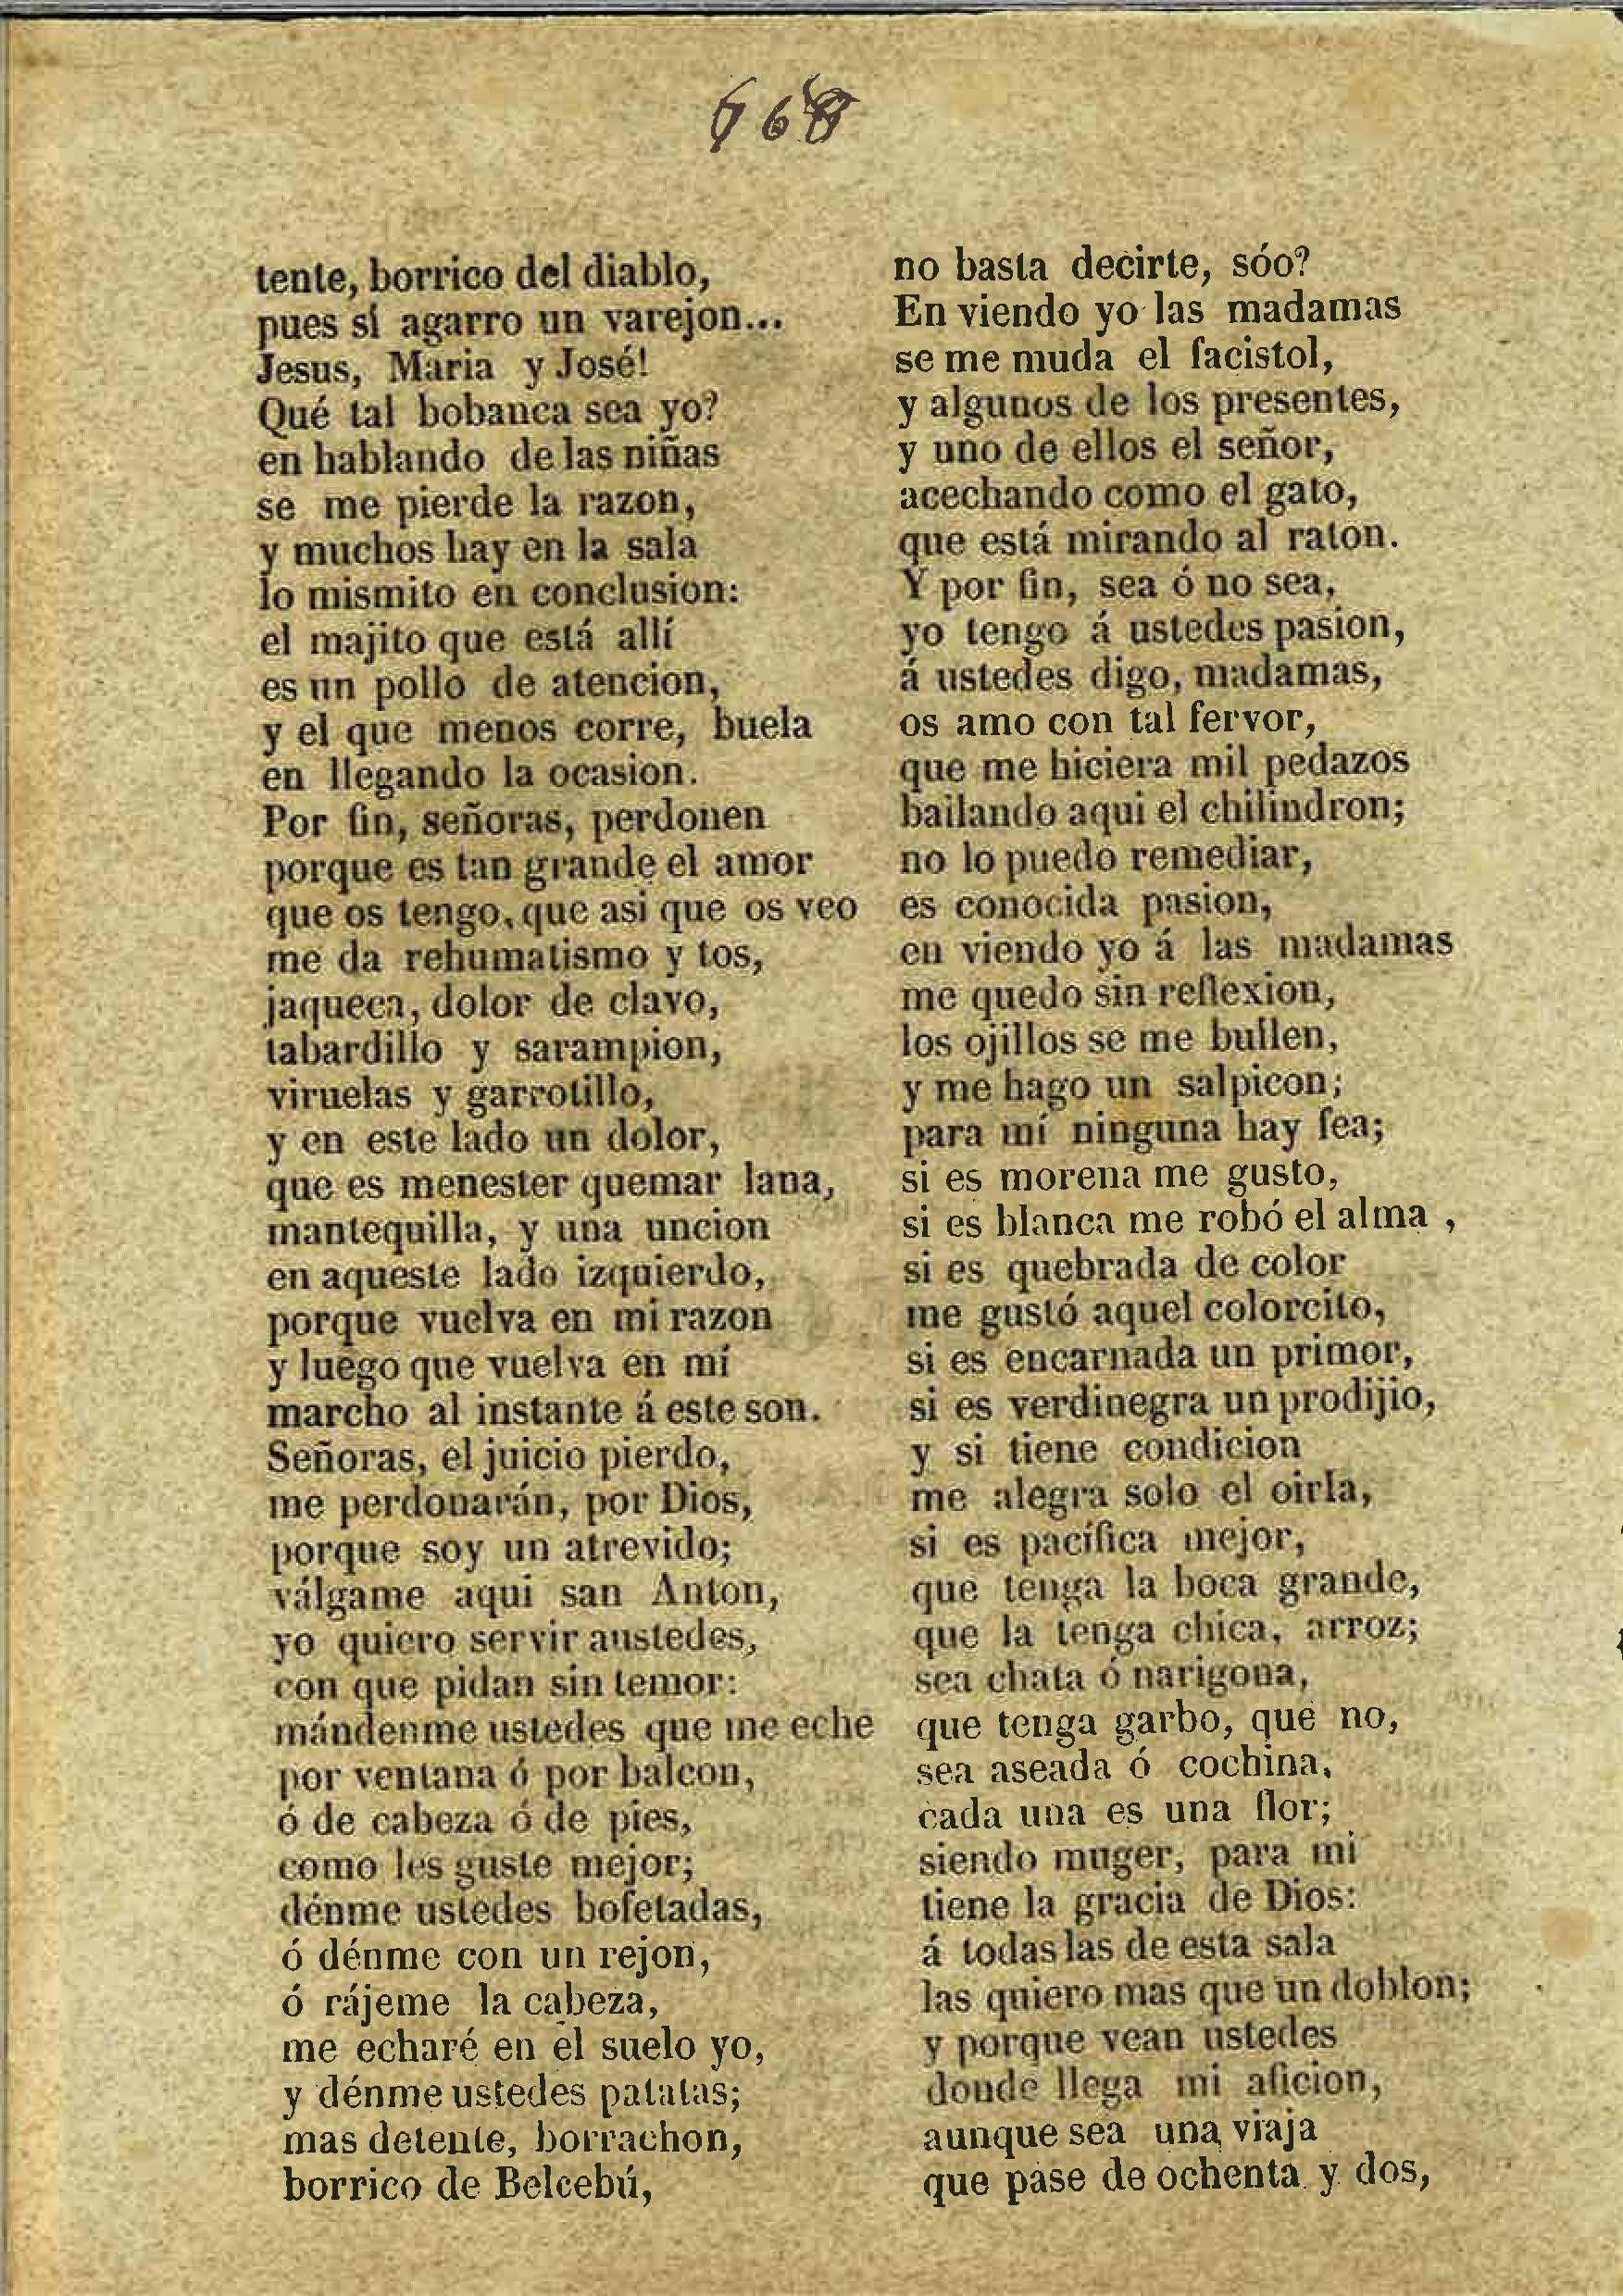 tente, borrico del diablo,
pues sí agarro un varejon...
Jesus, Maria y José!
Qué tal bobanca sea yo?
en hablando de las niñas
se me pierde la razon,
y muchos hay en la sala
lo mismito en conclusion:
el majito que está allí
es un pollo de atencion,
y el que menos corre, buela
en llegando la ocasion.
Por fin, señoras, perdonen
porque es tan grande el amor
que os tengo, que asi que os veo
me da rehumatismo y tos,
jaqueca, dolor de clavo,
tabardillo y sarampion,
viruelas y garrotillo,
y en este lado un dolor,
que es menester quemar lana,
mantequilla, y una uncion
en aqueste lado izquierdo,
porque vuelva en mi razon
y luego que vuelva en mí
marcho al instante á este son.
Señoras, el juicio pierdo,
me perdonarán, por Dios,
porque soy un atrevido;
válgame aqui san Anton,
yo quiero servir austedes,
con que pidan sin temor:
mándenme ustedes que me eche
por ventana ó por balcon,
ó de cabeza ó de pies,
como les guste mejor;
dénme ustedes bofetadas,
ó dénme con un rejon,
ó rájeme la cabeza,
me echaré en el suelo yo,
y dénme ustedes patatas;
mas detente, borrachon,
borrico de Belcebú,
no basta decirte, sóo?
En viendo yo las madamas
se me muda el facistol,
y algunos de los presentes,
y uno de ellos el señor,
acechando como el gato,
que está mirando al raton.
Y por fin, sea ó no sea,
yo tengo á ustedes pasion,
á ustedes digo, madamas,
os amo con tal fervor,
que me hiciera mil pedazos
bailando aqui el chilindron;
no lo puedo remediar,
es conocida pasion,
en viendo yo á las madamas
me quedo sin reflexion,
los ojillos se me bullen,
y me hago un salpicon;
para mí ninguna hay fea;
si es morena me gusto,
si es blanca me robó el alma ,
si es quebrada de color
me gustó aquel colorcito,
si es encarnada un primor,
si es verdinegra un prodijio,
y si tiene condicion
me alegra solo el oirla,
si es pacífica mejor,
que tenga la boca grande,
que la tenga chica, arroz;
sea chata ó narigona,
que tenga garbo, que no,
sea aseada ó cochina,
cada una es una flor;
siendo muger, para mi
tiene la gracia de Dios:
á todas las de esta sala
las quiero mas que un doblon;
y porque vean ustedes
donde llega mi aficion,
aunque sea una viaja
que pase de ochenta y dos,